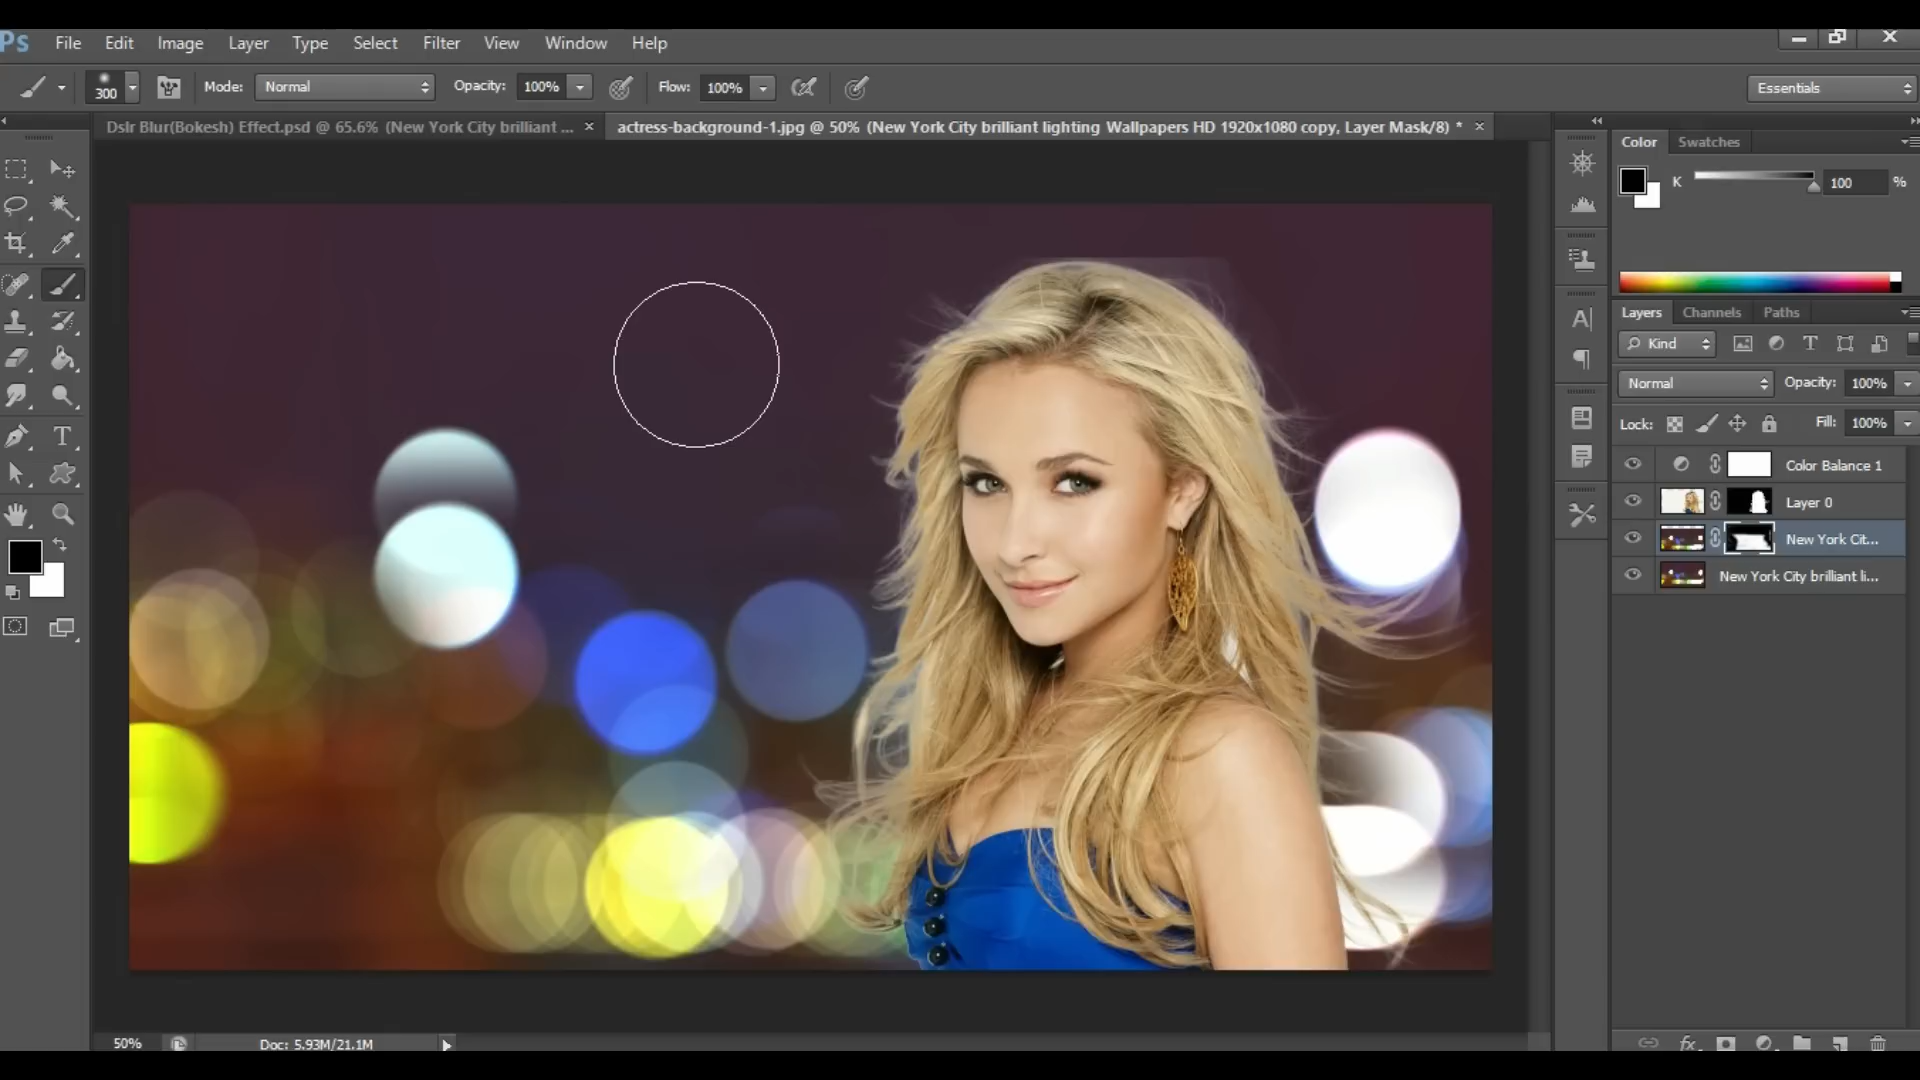 Ps File Edit Image Layer Type Select Filter View Window Help
300 Mode: Normal Opacity: 100% Flow: 100% Essentials
Dslr Blur(Bokesh) Effect.psd @ 65.6% (New York City brilliant ... × actress-background-1.jpg @ 50% (New York City brilliant lighting Wallpapers HD 1920x1080 copy, Layer Mask/8) * ×
Color Swatches
K 100 %
Layers Channels Paths
Kind
Normal Opacity: 100%
Lock: Fill: 100%
Color Balance 1
Layer 0
New York Cit...
New York City brilliant li...
50% Doc: 5.93M/21.1M